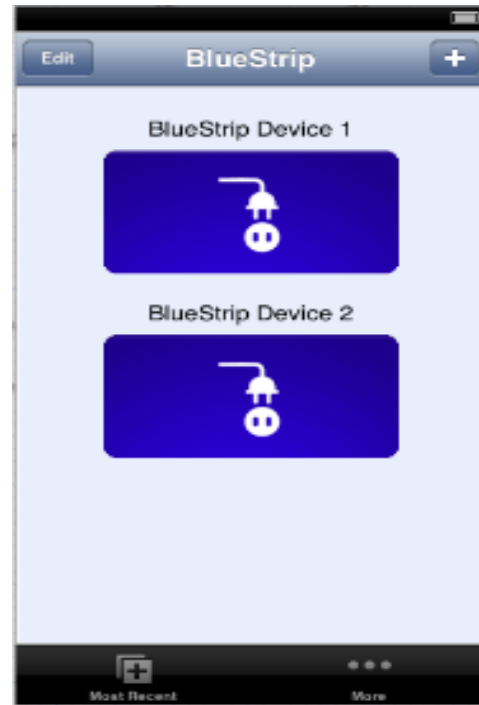 Edit
BlueStrip
+
BlueStrip Device 1
BlueStrip Device 2
Most Recent
More